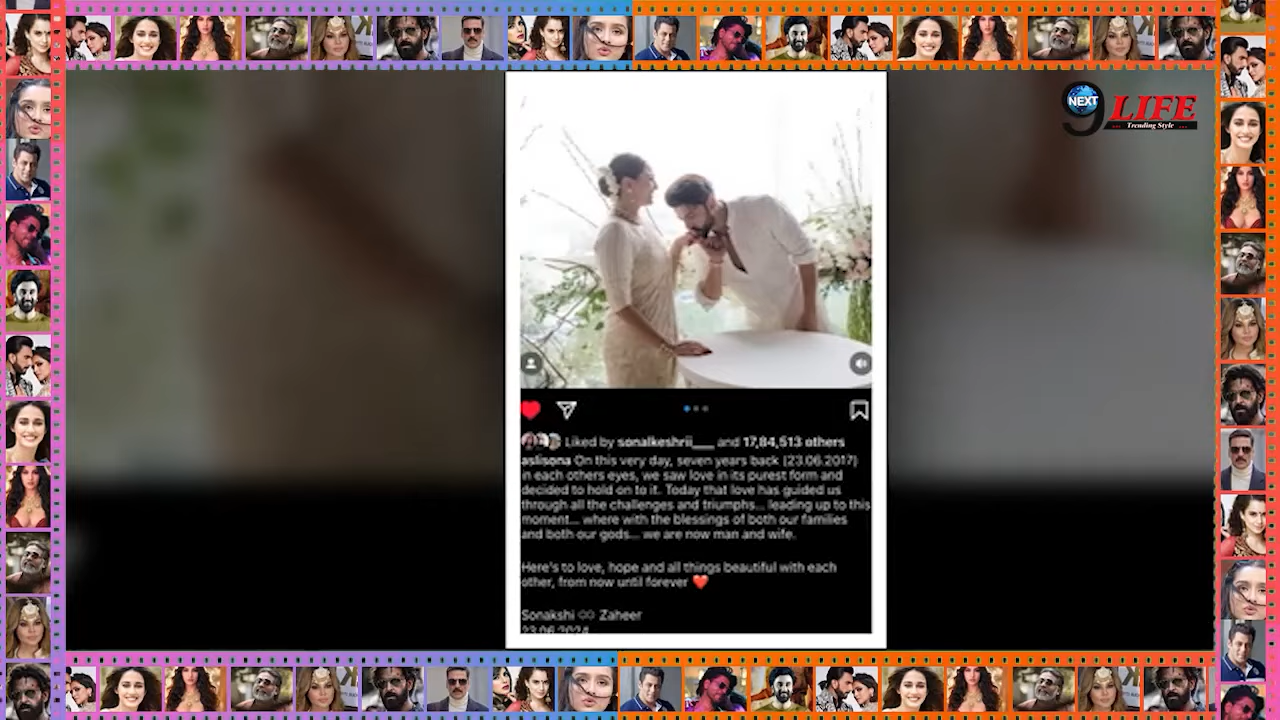 NEXT
9 LIFE
... Trending Style ...
Liked by sonalkeshrii___ and 17,84,513 others
aslisona On this very day, seven years back (23.06.2017)
in each others eyes, we saw love in its purest form and
decided to hold on to it. Today that love has guided us
through all the challenges and triumphs... leading up to this
moment... where with the blessings of both our families
and both our gods... we are now man and wife.
Here's to love, hope and all things beautiful with each
other, from now until forever ❤️
Sonakshi ∞ Zaheer
23.06.2024